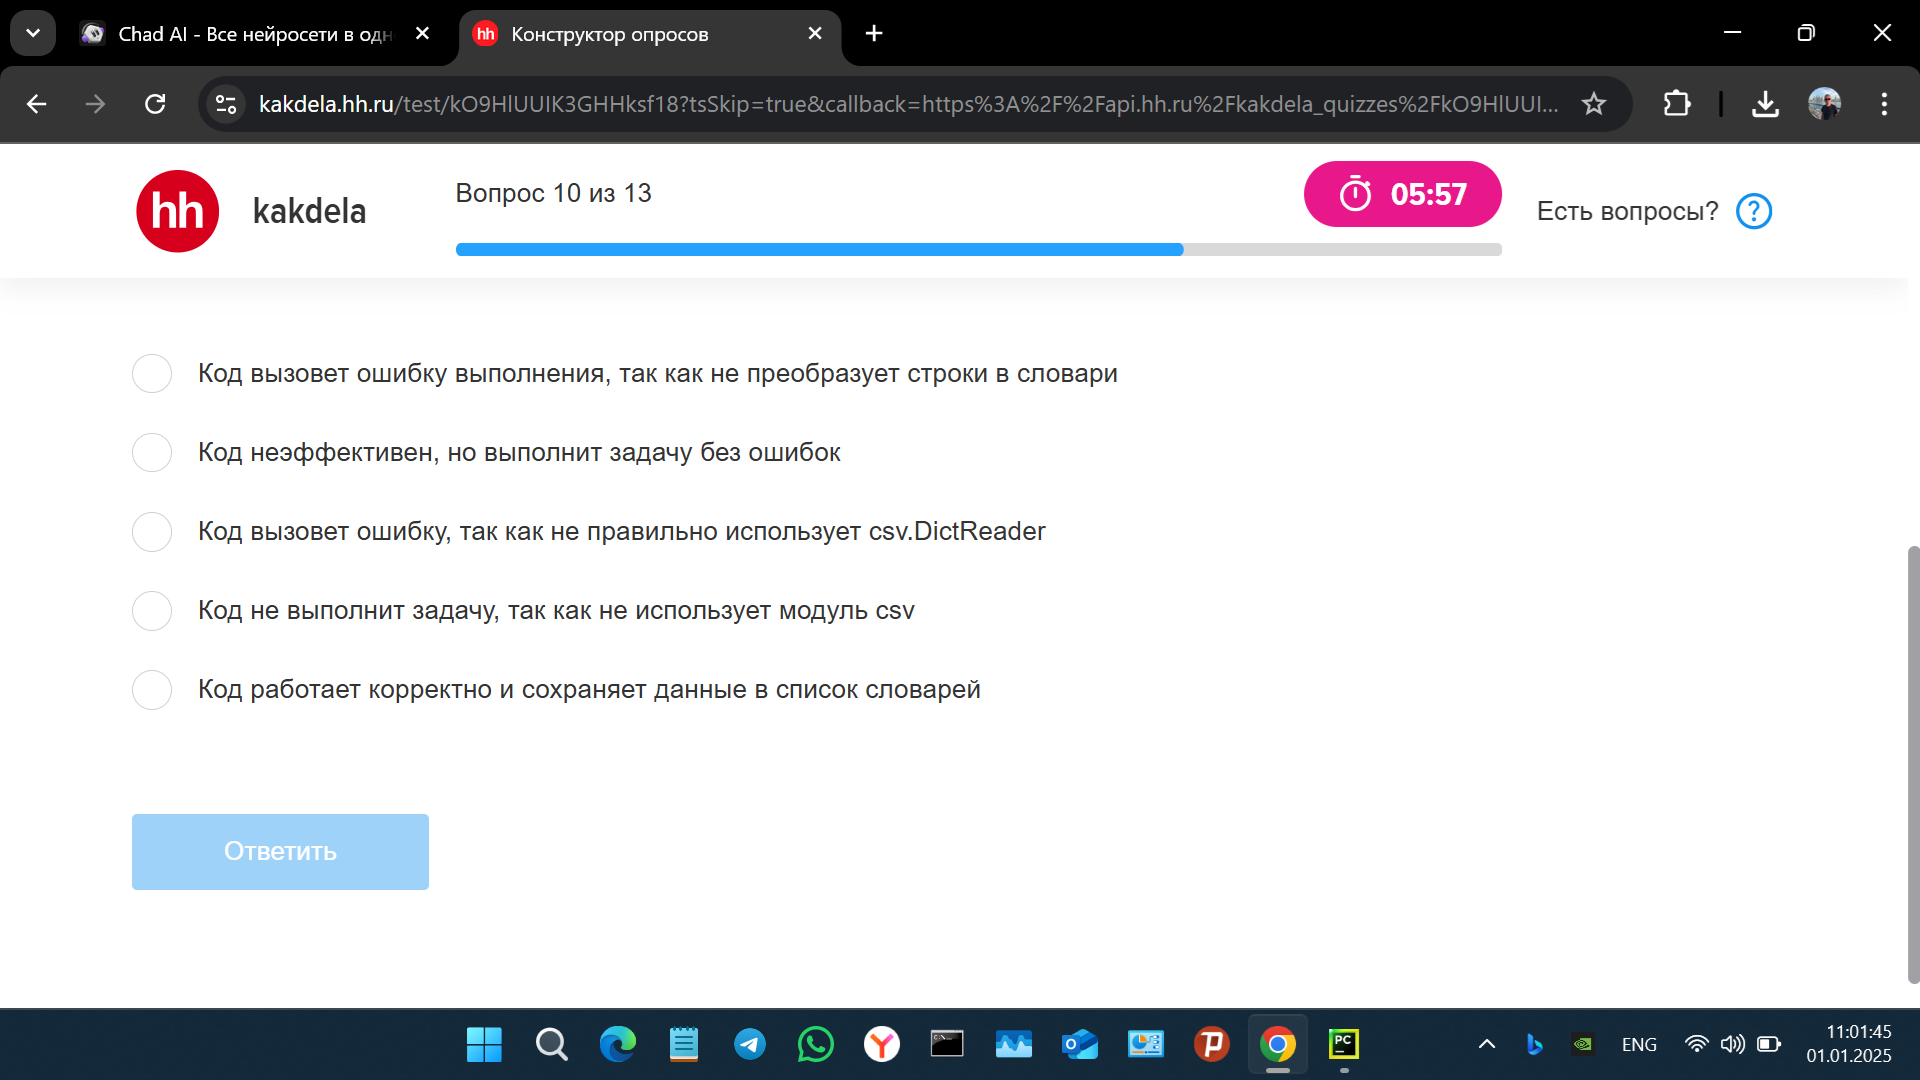 Chad AI - Все нейросети в одн
Конструктор опросов
kakdela.hh.ru/test/kO9HlUUIK3GHHksf18?tsSkip=true&callback=https%3A%2F%2Fapi.hh.ru%2Fkakdela_quizzes%2FkO9HlUUI...
hh
kakdela
Вопрос 10 из 13
05:57
Есть вопросы?
Код вызовет ошибку выполнения, так как не преобразует строки в словари
Код неэффективен, но выполнит задачу без ошибок
Код вызовет ошибку, так как не правильно использует csv.DictReader
Код не выполнит задачу, так как не использует модуль csv
Код работает корректно и сохраняет данные в список словарей
Ответить
ENG
11:01:45
01.01.2025